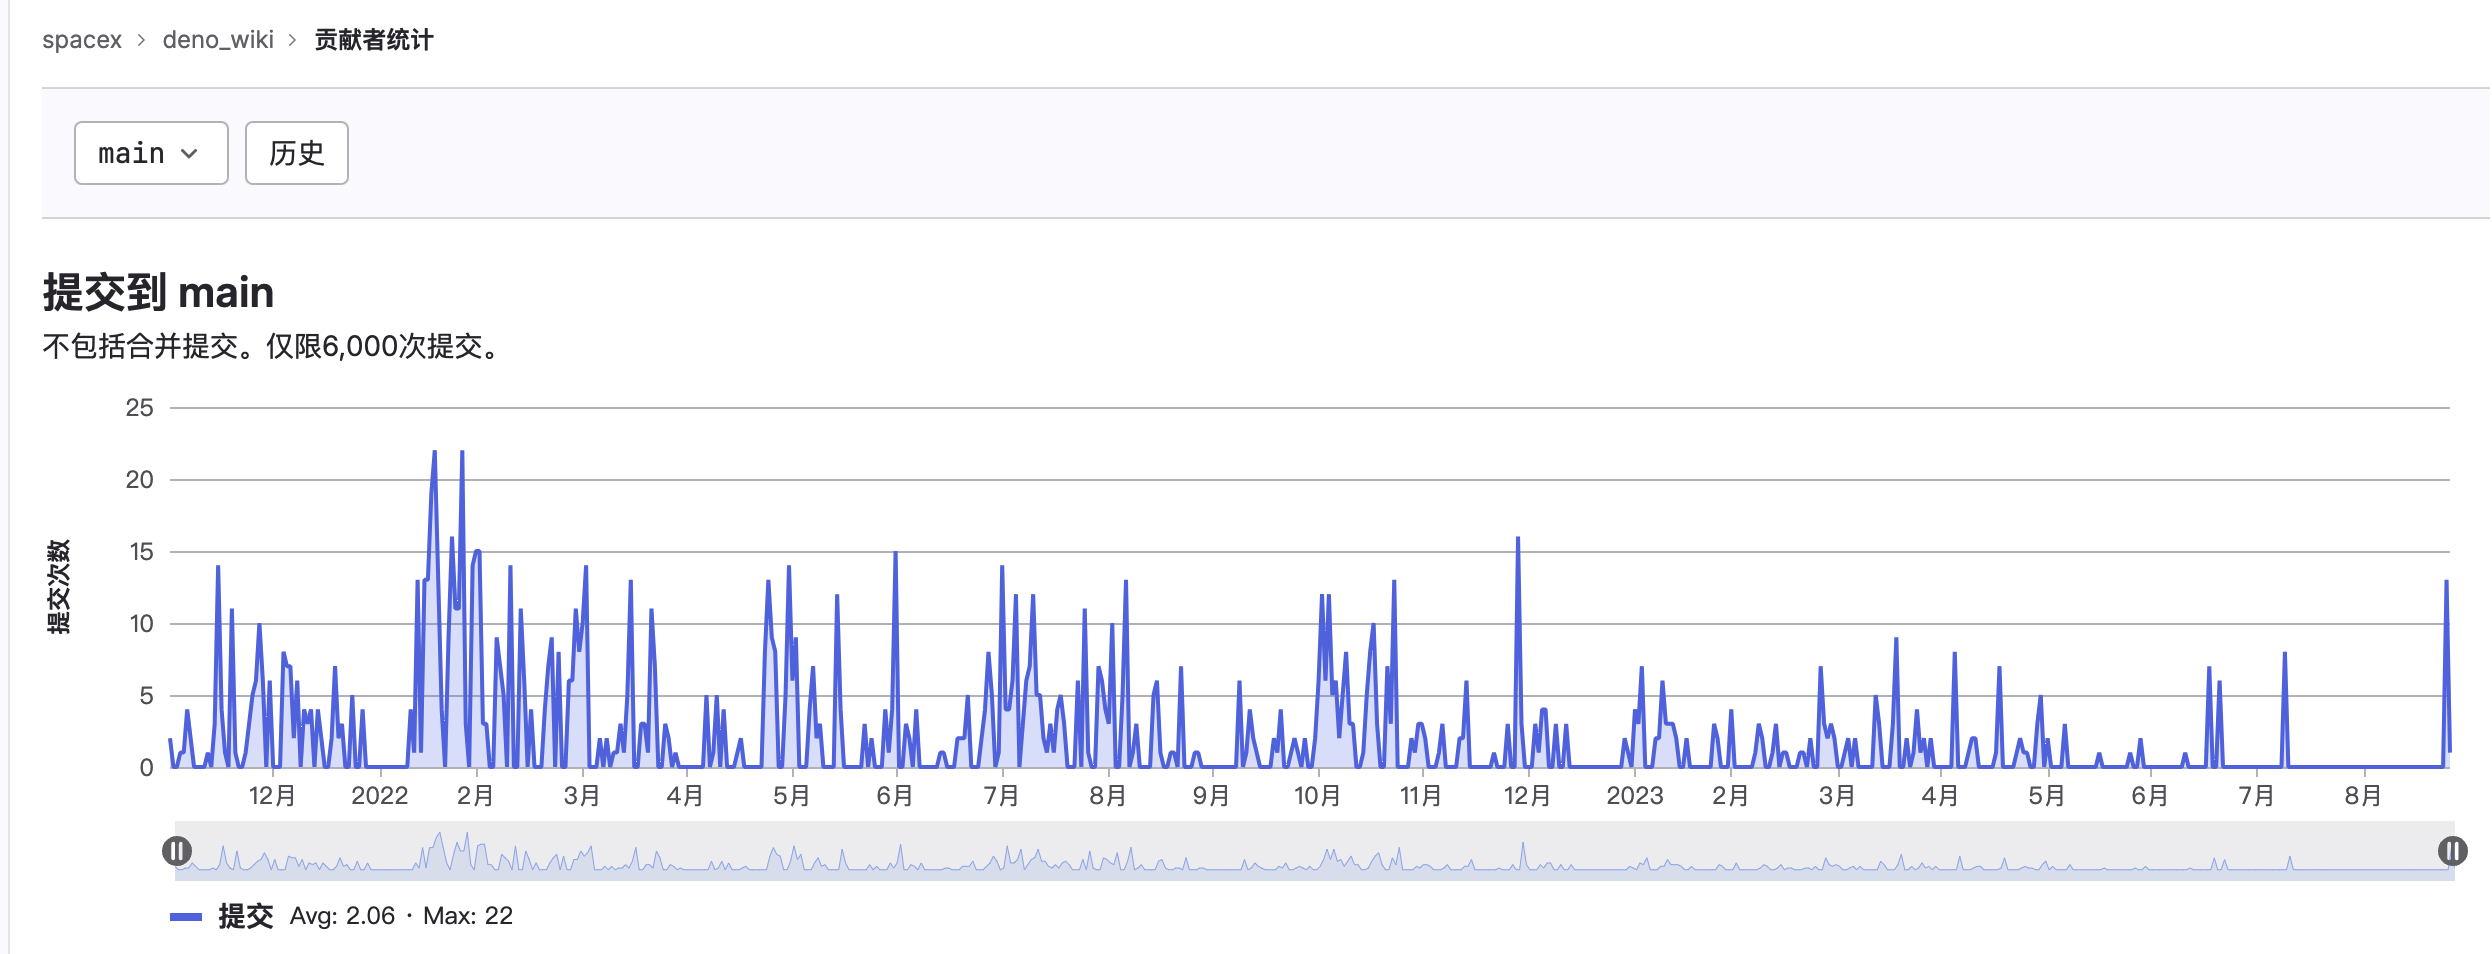 spacex > deno_wiki > 贡献者统计
main 历史
提交到 main
不包括合并提交。仅限6,000次提交。
提交次数
25
20
15
10
5
0
12月 2022 2月 3月 4月 5月 6月 7月 8月 9月 10月 11月 12月 2023 2月 3月 4月 5月 6月 7月 8月
提交 Avg: 2.06 · Max: 22